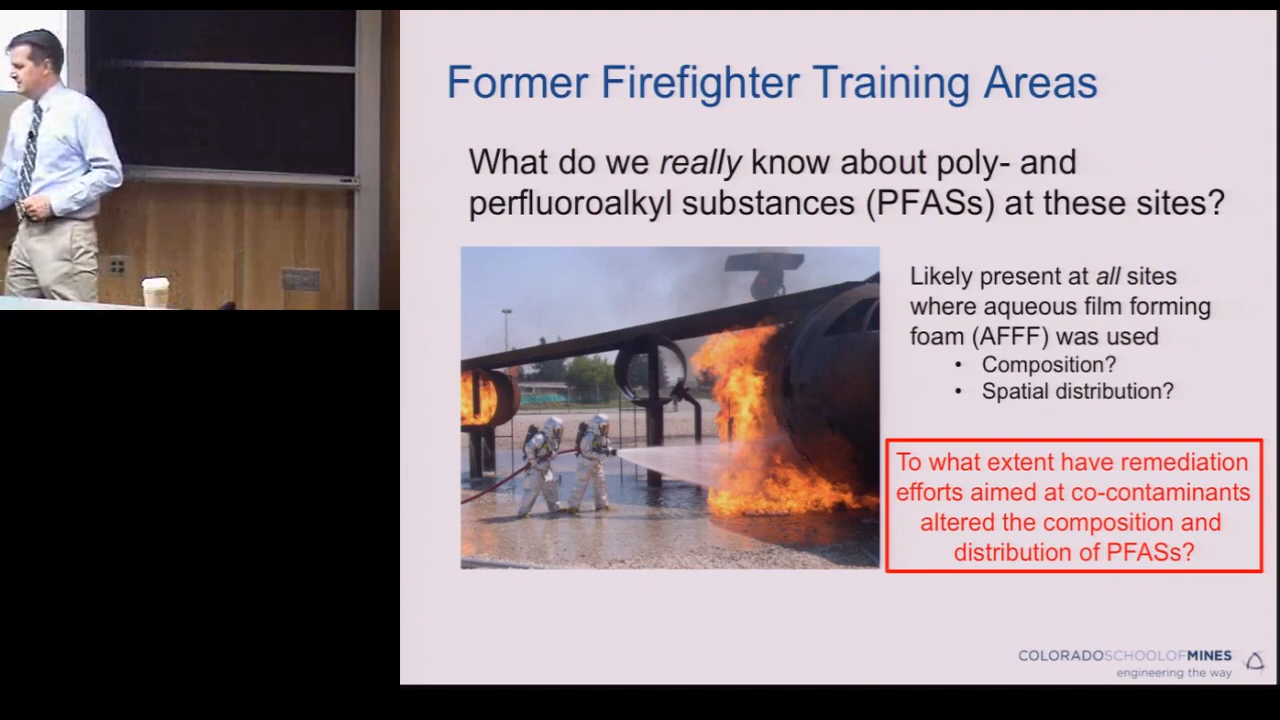 Former Firefighter Training Areas
What do we really know about poly- and
perfluoroalkyl substances (PFASs) at these sites?
Likely present at all sites
where aqueous film forming
foam (AFFF) was used
• Composition?
• Spatial distribution?
To what extent have remediation
efforts aimed at co-contaminants
altered the composition and
distribution of PFASs?
COLORADOSCHOOLOFMINES
engineering the way